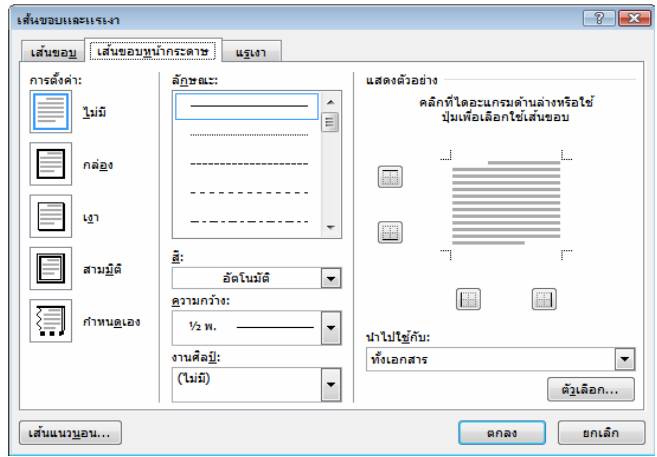 เส้นขอบและแรเงา
เส้นขอบ เส้นขอบหน้ากระดาษ แรเงา
การตั้งค่า:
ไม่มี
กล่อง
เงา
สามมิติ
กำหนดเอง
ลักษณะ:
สี:
อัตโนมัติ
ความกว้าง:
½ พ.
งานศิลป์:
(ไม่มี)
แสดงตัวอย่าง
คลิกที่ไดอะแกรมด้านล่างหรือใช้
ปุ่มเพื่อเลือกใช้เส้นขอบ
นำไปใช้กับ:
ทั้งเอกสาร
ตัวเลือก...
เส้นแนวนอน...
ตกลง ยกเลิก